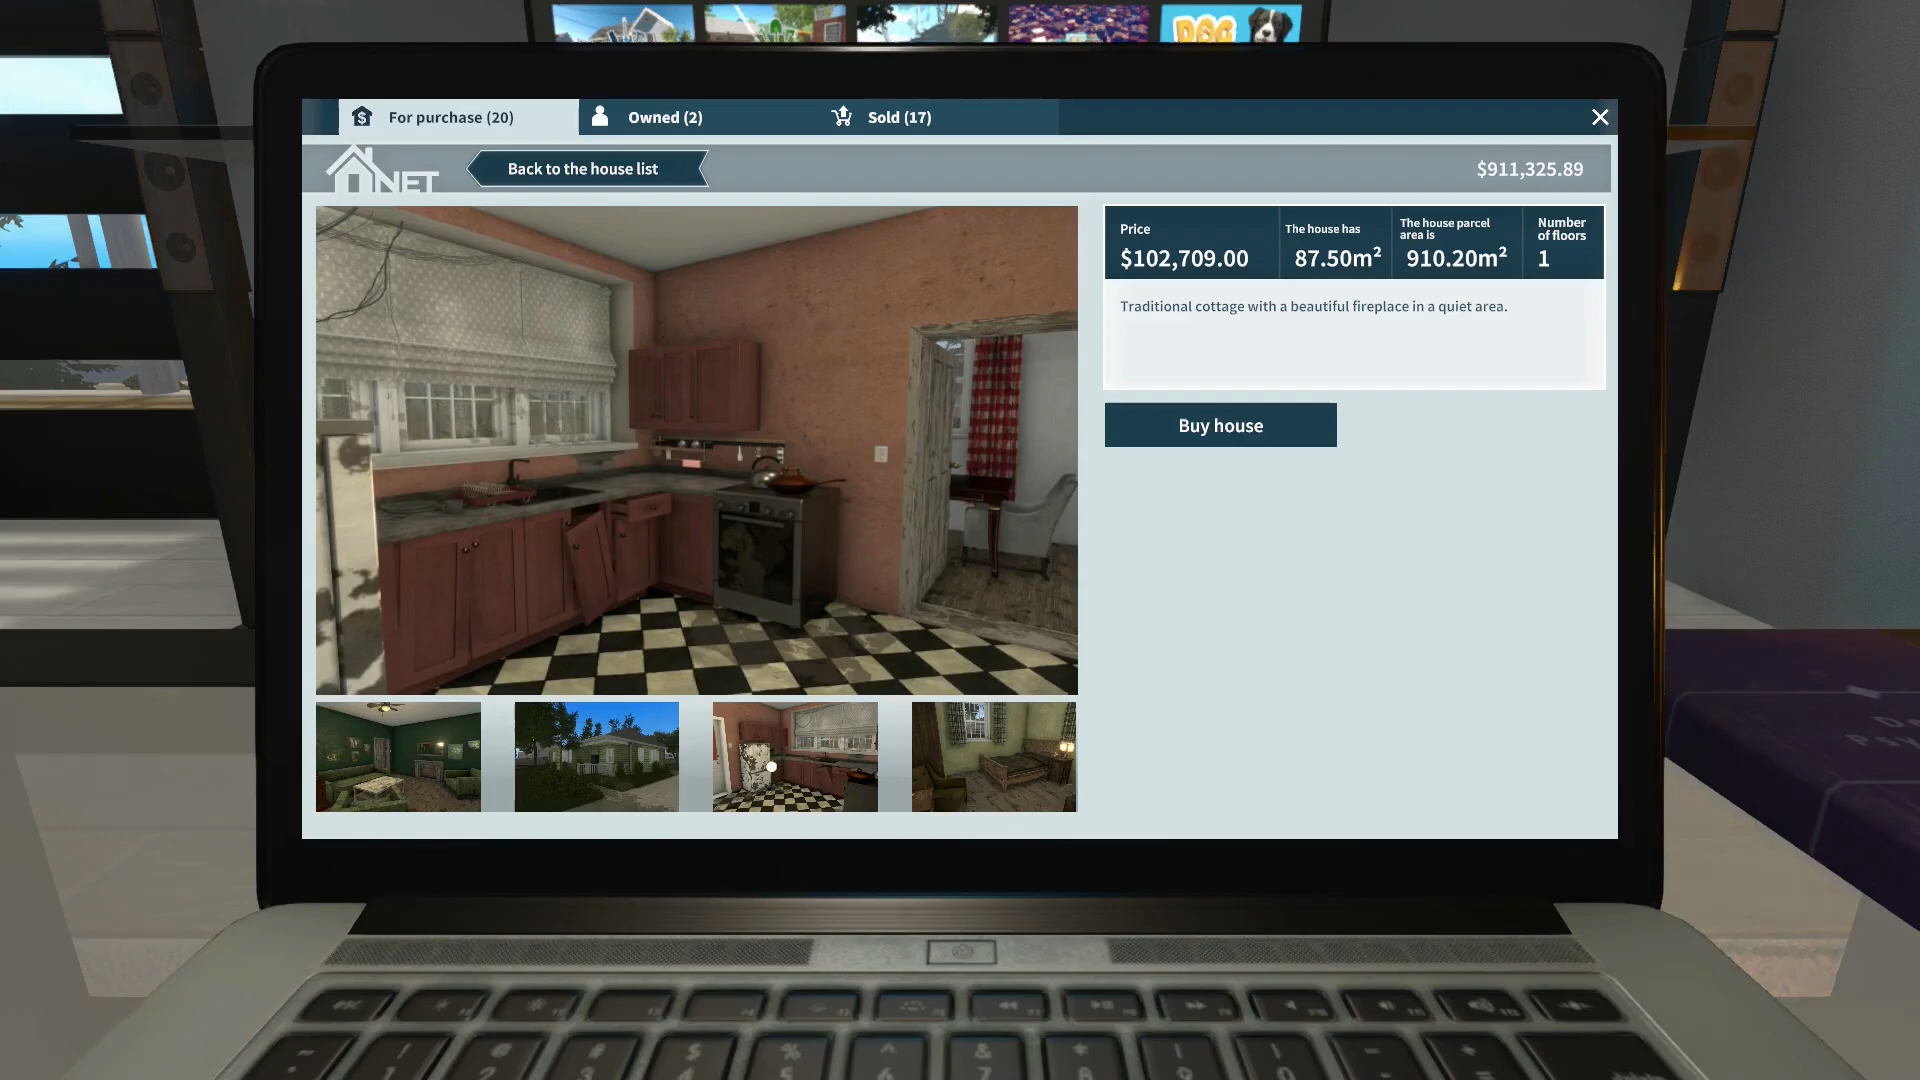 DOG
For purchase (20)
Owned (2)
Sold (17)
NET
Back to the house list
$911,325.89
Price
$102,709.00
The house has
87.50m²
The house parcel
area is
910.20m²
Number
of floors
1
Traditional cottage with a beautiful fireplace in a quiet area.
Buy house